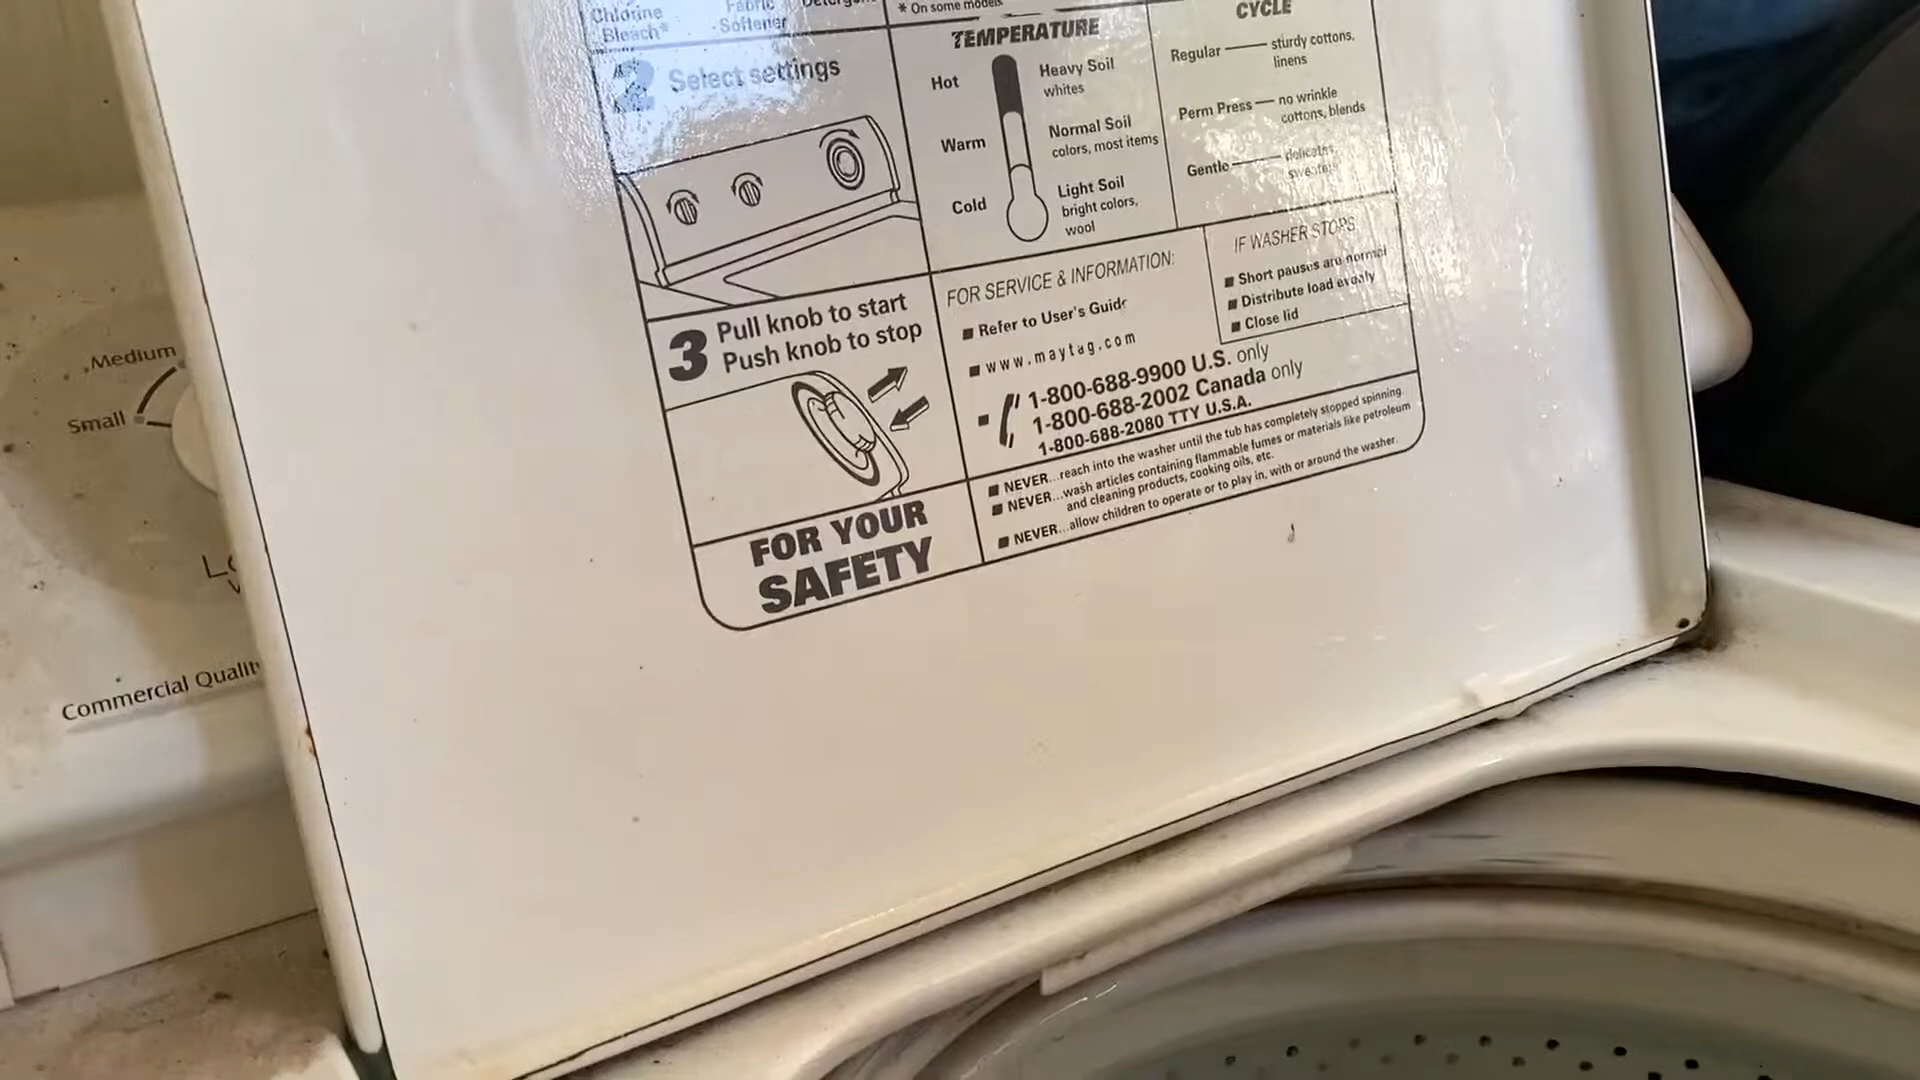 Chlorine
Bleach*
Fabric
Softener
Detergent
* On some models
2 Select settings
TEMPERATURE
Hot
Heavy Soil
whites
Warm
Normal Soil
colors, most items
Cold
Light Soil
bright colors,
wool
CYCLE
Regular
sturdy cottons,
linens
Perm Press
no wrinkle
cottons, blends
Gentle
delicates,
sweaters
3 Pull knob to start
Push knob to stop
FOR SERVICE & INFORMATION:
■ Refer to User's Guide
■ www.maytag.com
1-800-688-9900 U.S. only
1-800-688-2002 Canada only
1-800-688-2080 TTY U.S.A.
IF WASHER STOPS
■ Short pauses are normal
■ Distribute load evenly
■ Close lid
FOR YOUR
SAFETY
■ NEVER...reach into the washer until the tub has completely stopped spinning.
■ NEVER...wash articles containing flammable fumes or materials like petroleum
and cleaning products, cooking oils, etc.
■ NEVER...allow children to operate or to play in, with or around the washer.
Medium
Small
Commercial Quality